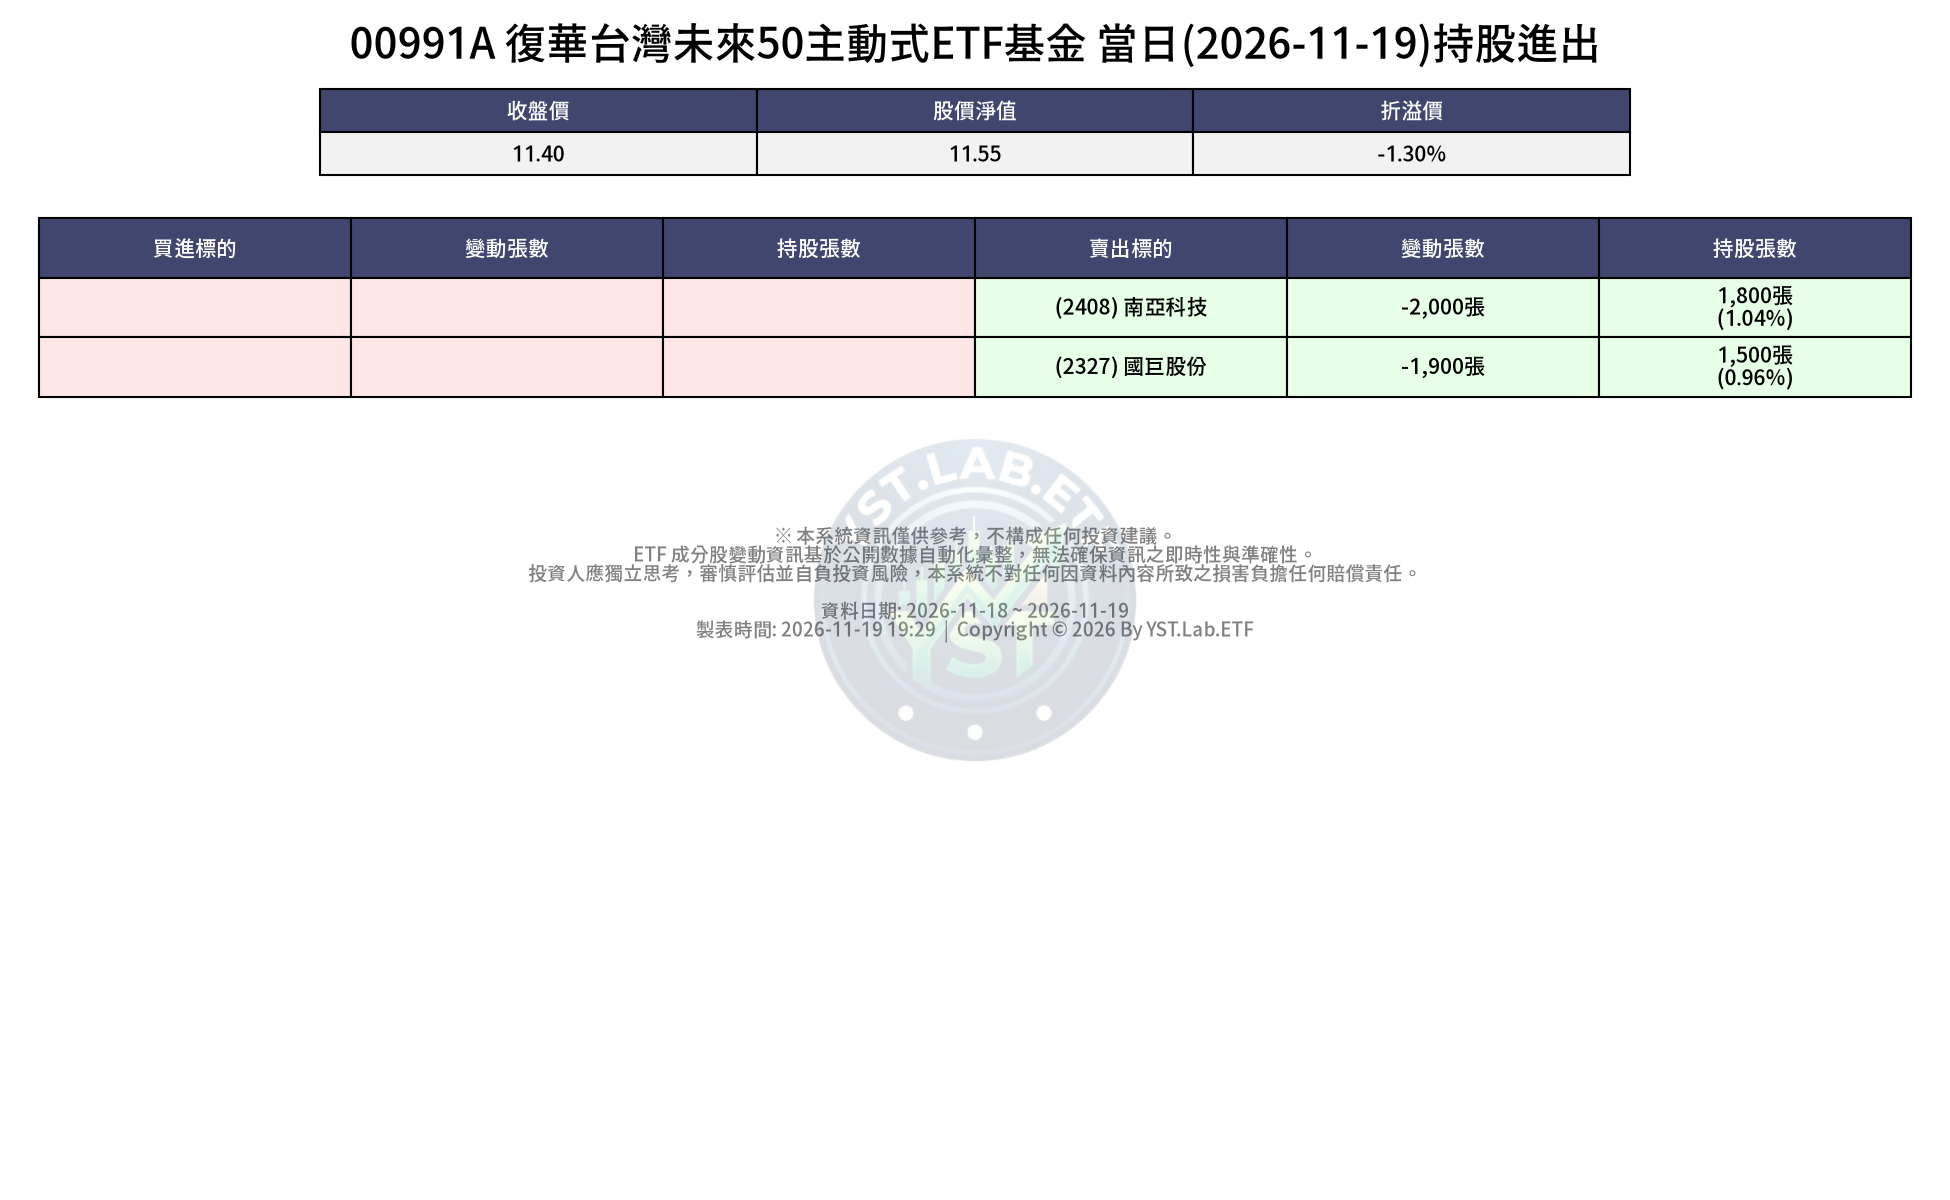 00991A 復華台灣未來50主動式ETF基金 當日(2026-11-19)持股進出
收盤價 股價淨值 折溢價
11.40 11.55 -1.30%
買進標的 變動張數 持股張數 賣出標的 變動張數 持股張數
(2408) 南亞科技 -2,000張 1,800張
(1.04%)
(2327) 國巨股份 -1,900張 1,500張
(0.96%)
YST.LAB.ET
※ 本系統資訊僅供參考，不構成任何投資建議。
ETF 成分股變動資訊基於公開數據自動化彙整，無法確保資訊之即時性與準確性。
投資人應獨立思考，審慎評估並自負投資風險，本系統不對任何因資料內容所致之損害負擔任何賠償責任。
資料日期: 2026-11-18 ~ 2026-11-19
製表時間: 2026-11-19 19:29 │ Copyright © 2026 By YST.Lab.ETF
YST